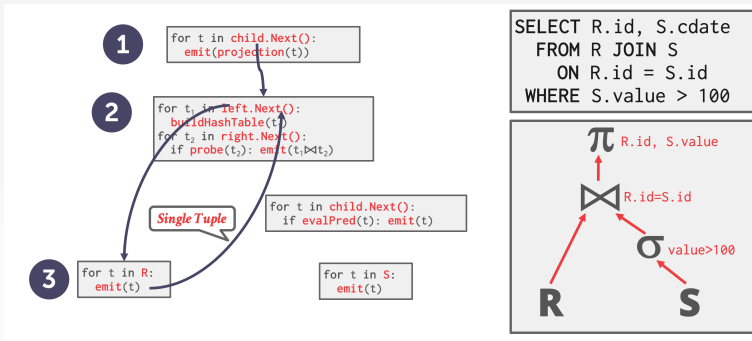 1
for t in child.Next():
emit(projection(t))
2
for t₁ in left.Next():
buildHashTable(t₁)
for t₂ in right.Next():
if probe(t₂): emit(t₁⨝t₂)
for t in child.Next():
if evalPred(t): emit(t)
Single Tuple
3
for t in R:
emit(t)
for t in S:
emit(t)
SELECT R.id, S.cdate
FROM R JOIN S
ON R.id = S.id
WHERE S.value > 100
π R.id, S.value
⨝ R.id=S.id
σ value>100
R S